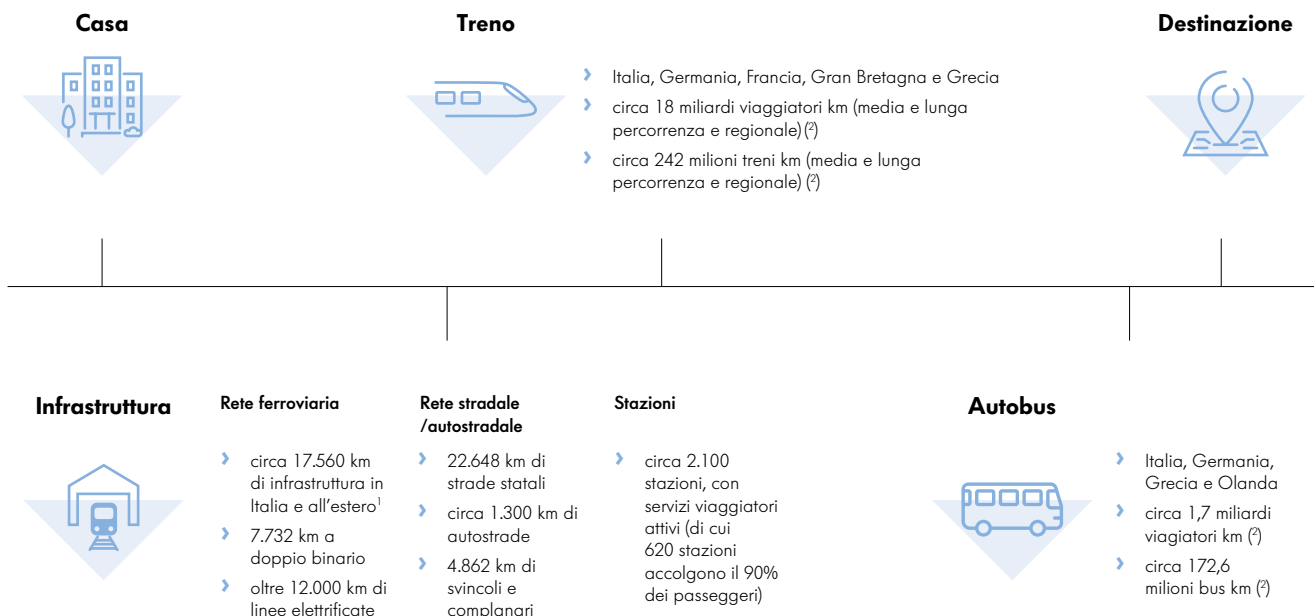 Casa
Treno
Italia, Germania, Francia, Gran Bretagna e Grecia
circa 18 miliardi viaggiatori km (media e lunga
percorrenza e regionale) (²)
circa 242 milioni treni km (media e lunga
percorrenza e regionale) (²)
Destinazione
Infrastruttura
Rete ferroviaria
circa 17.560 km
di infrastruttura in
Italia e all'estero¹
7.732 km a
doppio binario
oltre 12.000 km di
linee elettrificate
Rete stradale
/autostradale
22.648 km di
strade statali
circa 1.300 km di
autostrade
4.862 km di
svincoli e
complanari
Stazioni
circa 2.100
stazioni, con
servizi viaggiatori
attivi (di cui
620 stazioni
accolgono il 90%
dei passeggeri)
Autobus
Italia, Germania,
Grecia e Olanda
circa 1,7 miliardi
viagiatori km (²)
circa 172,6
milioni bus km (²)